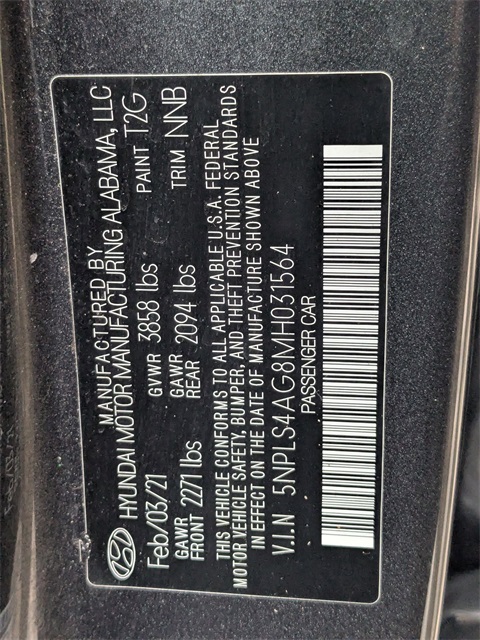 MANUFACTURED BY
HYUNDAI MOTOR MANUFACTURING ALABAMA, LLC
Feb/03/21 GVWR 3858 lbs PAINT T2G
GAWR FRONT 2271 lbs GAWR REAR 2094 lbs TRIM NNB
THIS VEHICLE CONFORMS TO ALL APPLICABLE U.S.A. FEDERAL
MOTOR VEHICLE SAFETY, BUMPER, AND THEFT PREVENTION STANDARDS
IN EFFECT ON THE DATE OF MANUFACTURE SHOWN ABOVE
V.I.N 5NPLS4AG8MH031564
PASSENGER CAR